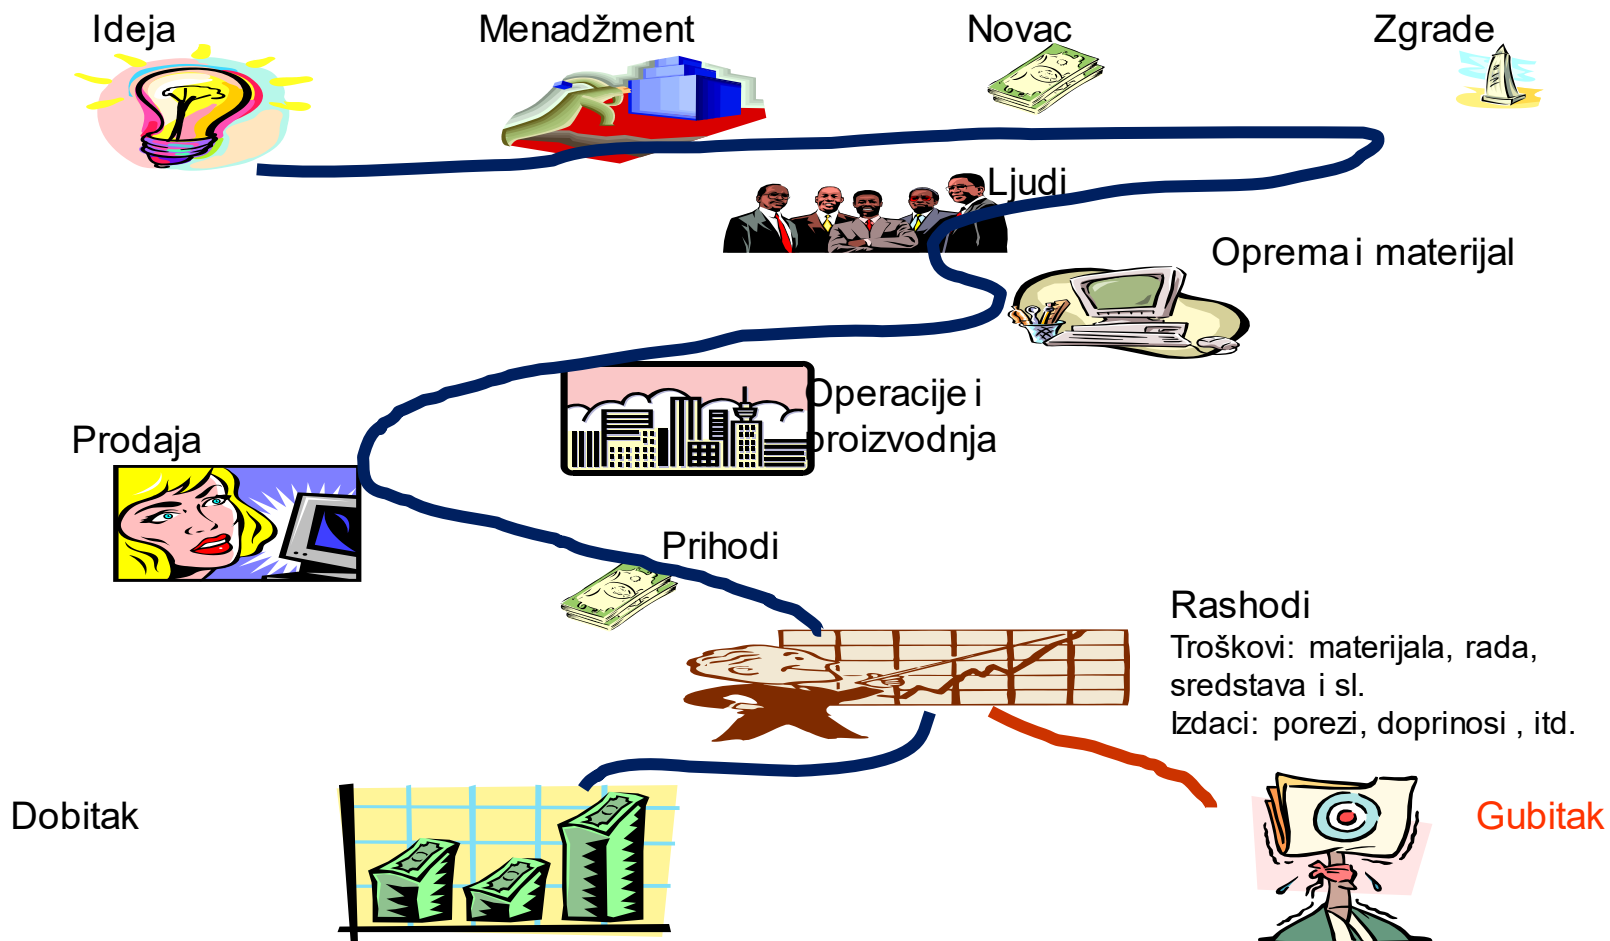 Ideja
Menadžment
Novac
Zgrade
Ljudi
Oprema i materijal
Operacije i
proizvodnja
Prodaja
Prihodi
Rashodi
Troškovi: materijala, rada,
sredstava i sl.
Izdaci: porezi, doprinosi , itd.
Dobitak
Gubitak